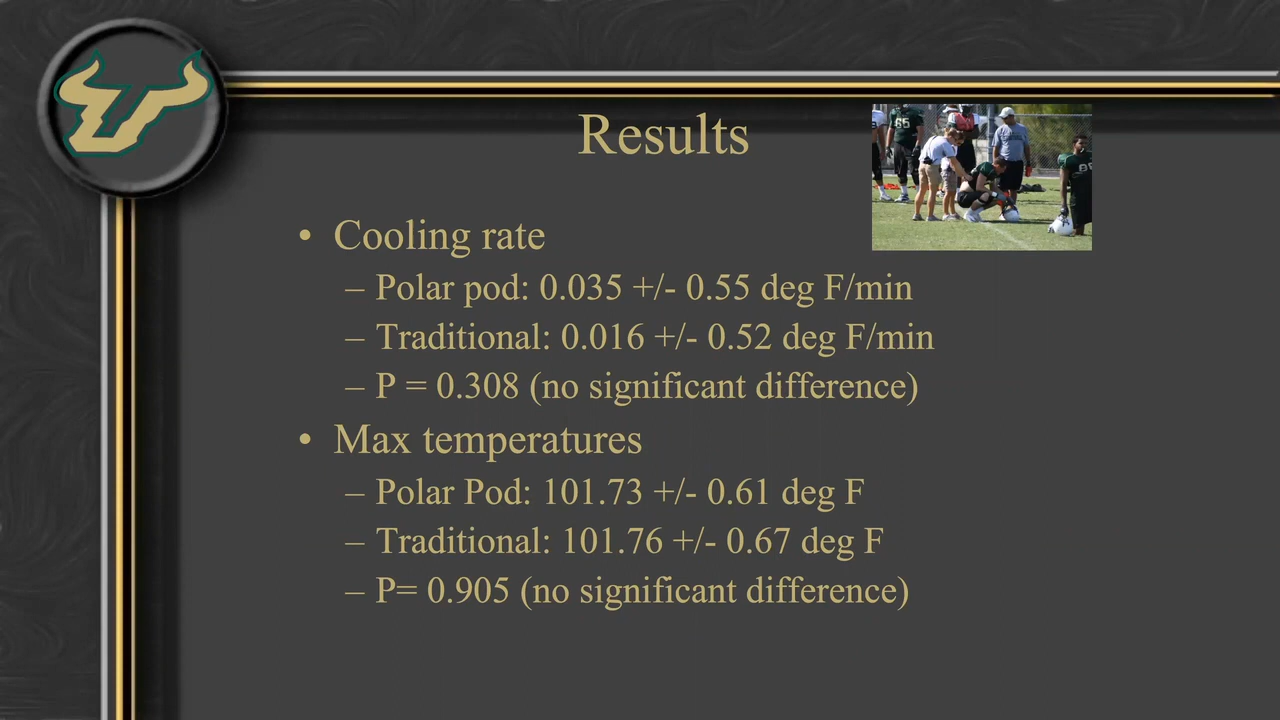 Results
• Cooling rate
– Polar pod: 0.035 +/- 0.55 deg F/min
– Traditional: 0.016 +/- 0.52 deg F/min
– P = 0.308 (no significant difference)
• Max temperatures
– Polar Pod: 101.73 +/- 0.61 deg F
– Traditional: 101.76 +/- 0.67 deg F
– P= 0.905 (no significant difference)